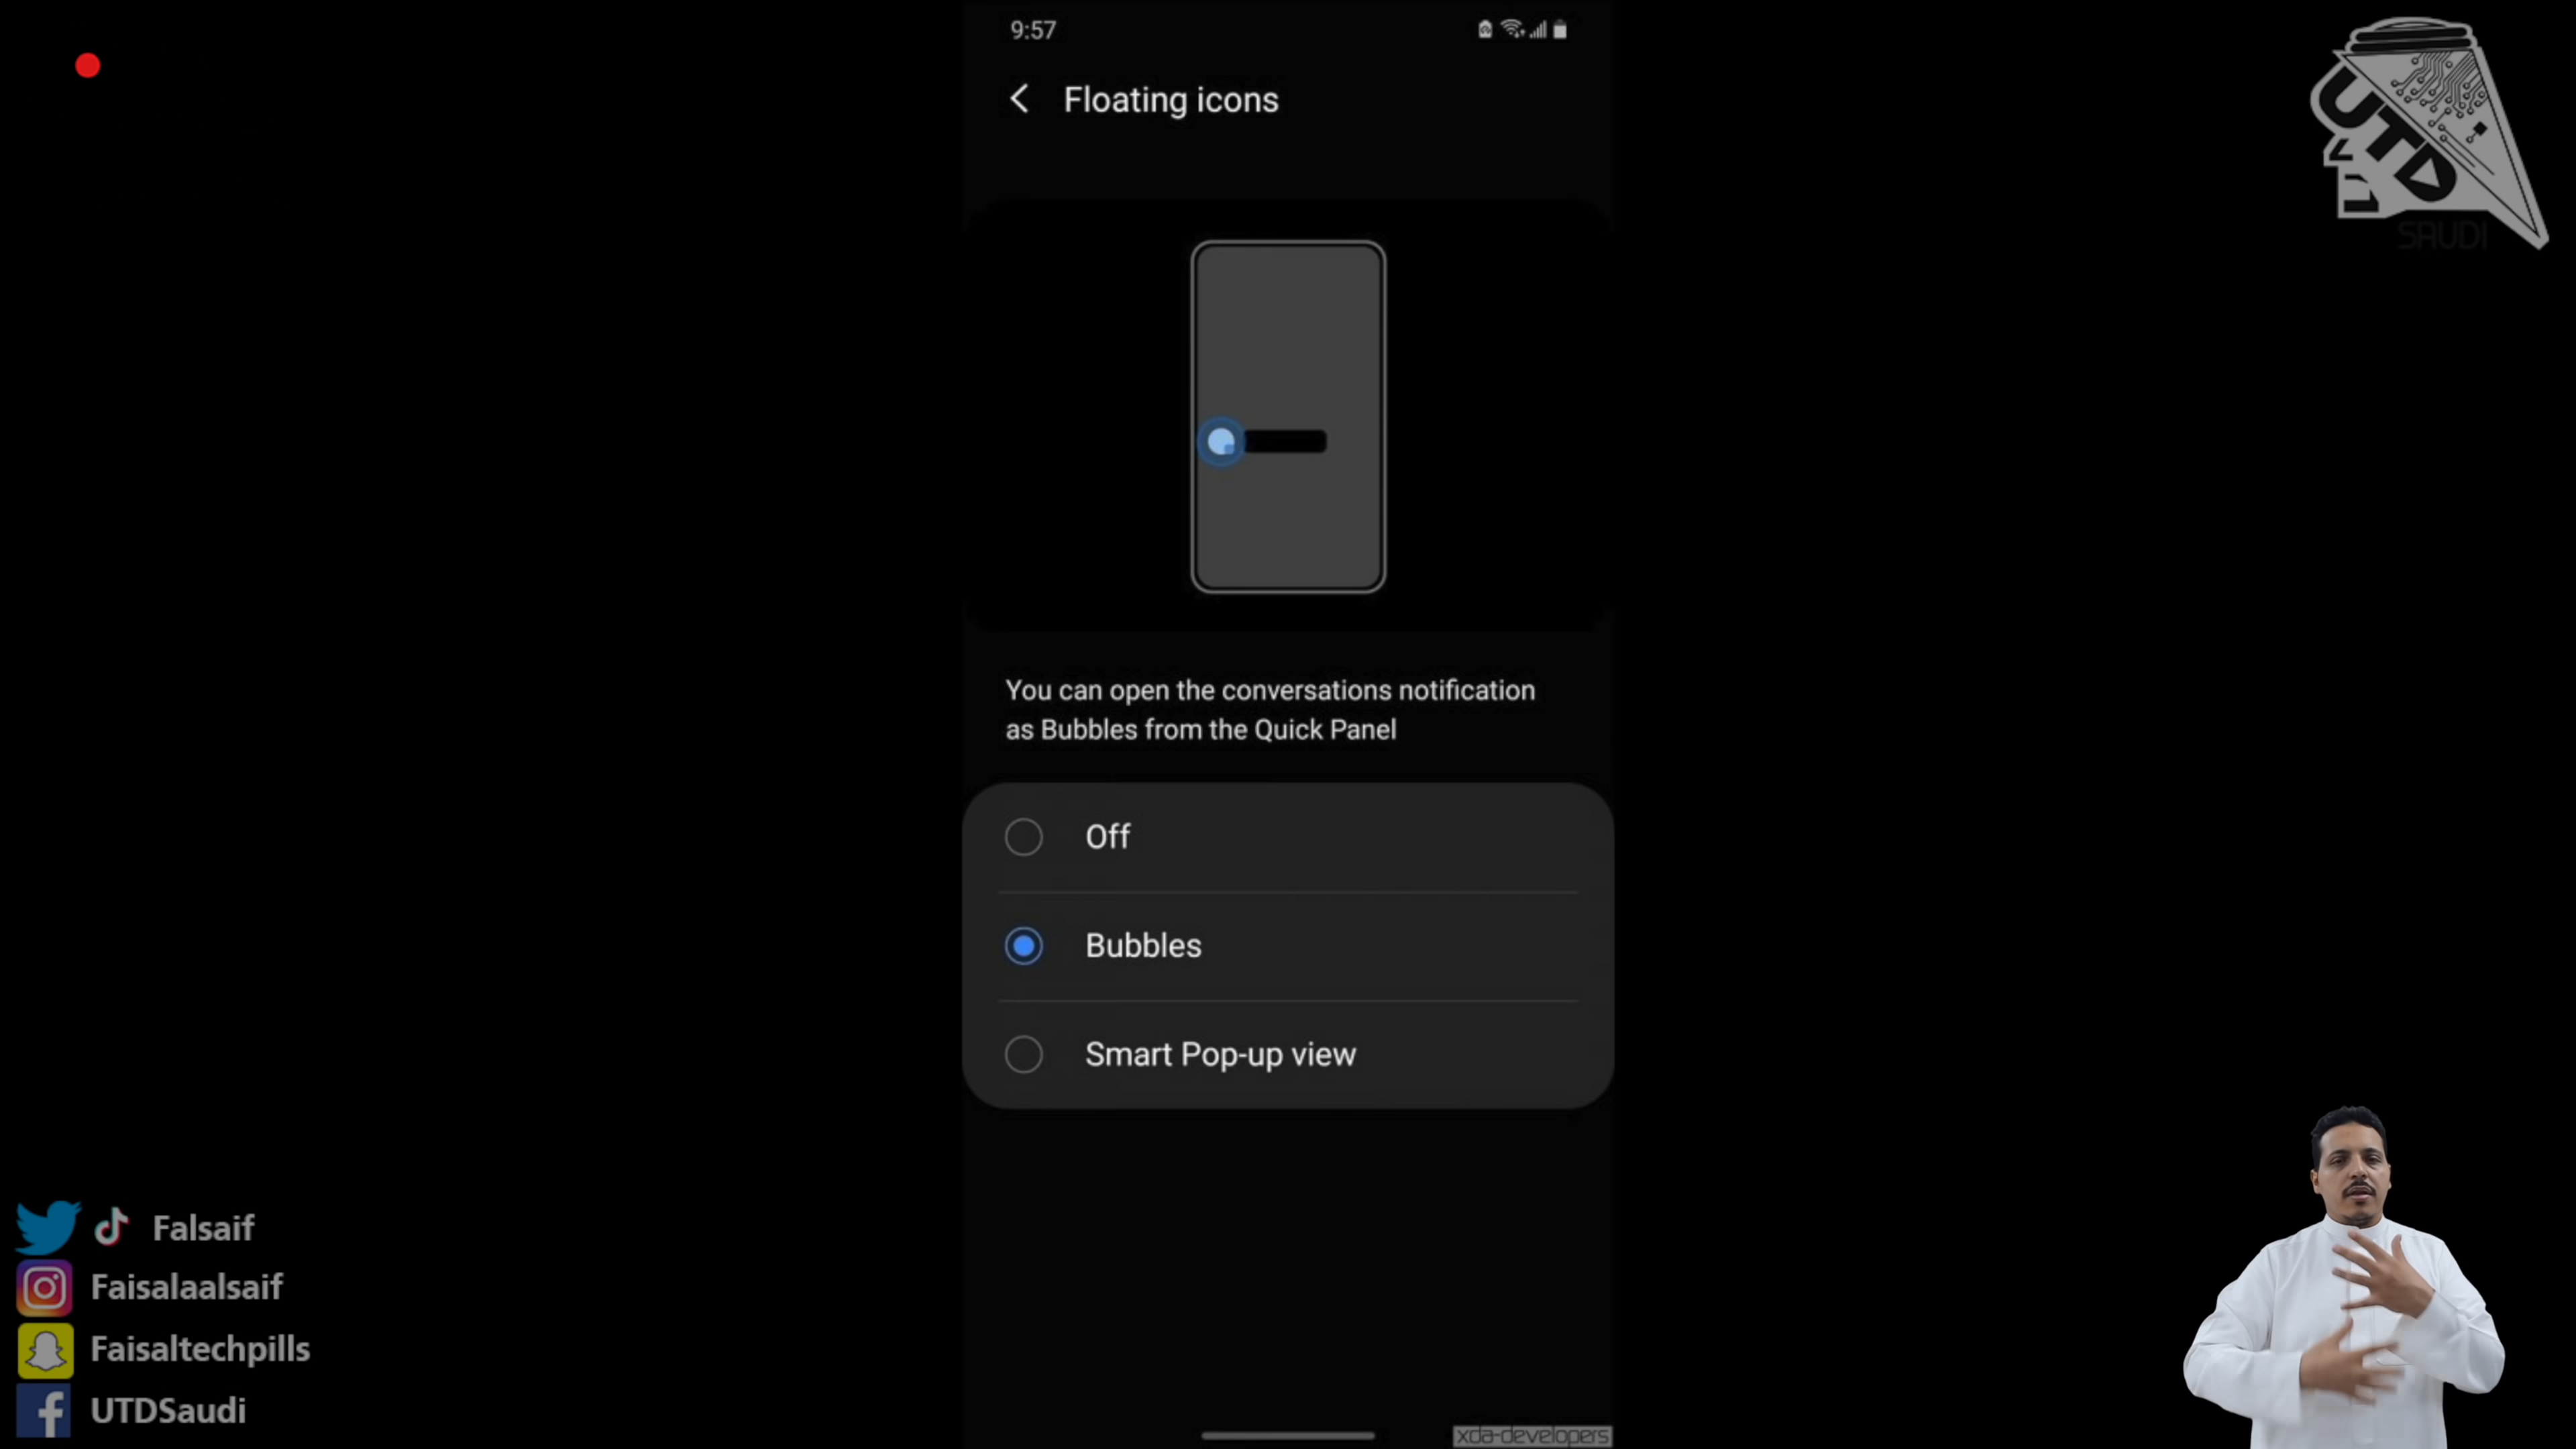 9:57
Floating icons
UTD
SAUDI
You can open the conversations notification
as Bubbles from the Quick Panel
Off
Bubbles
Smart Pop-up view
Falsaif
Faisalaalsaif
Faisaltechpills
UTDSaudi
xda-developers